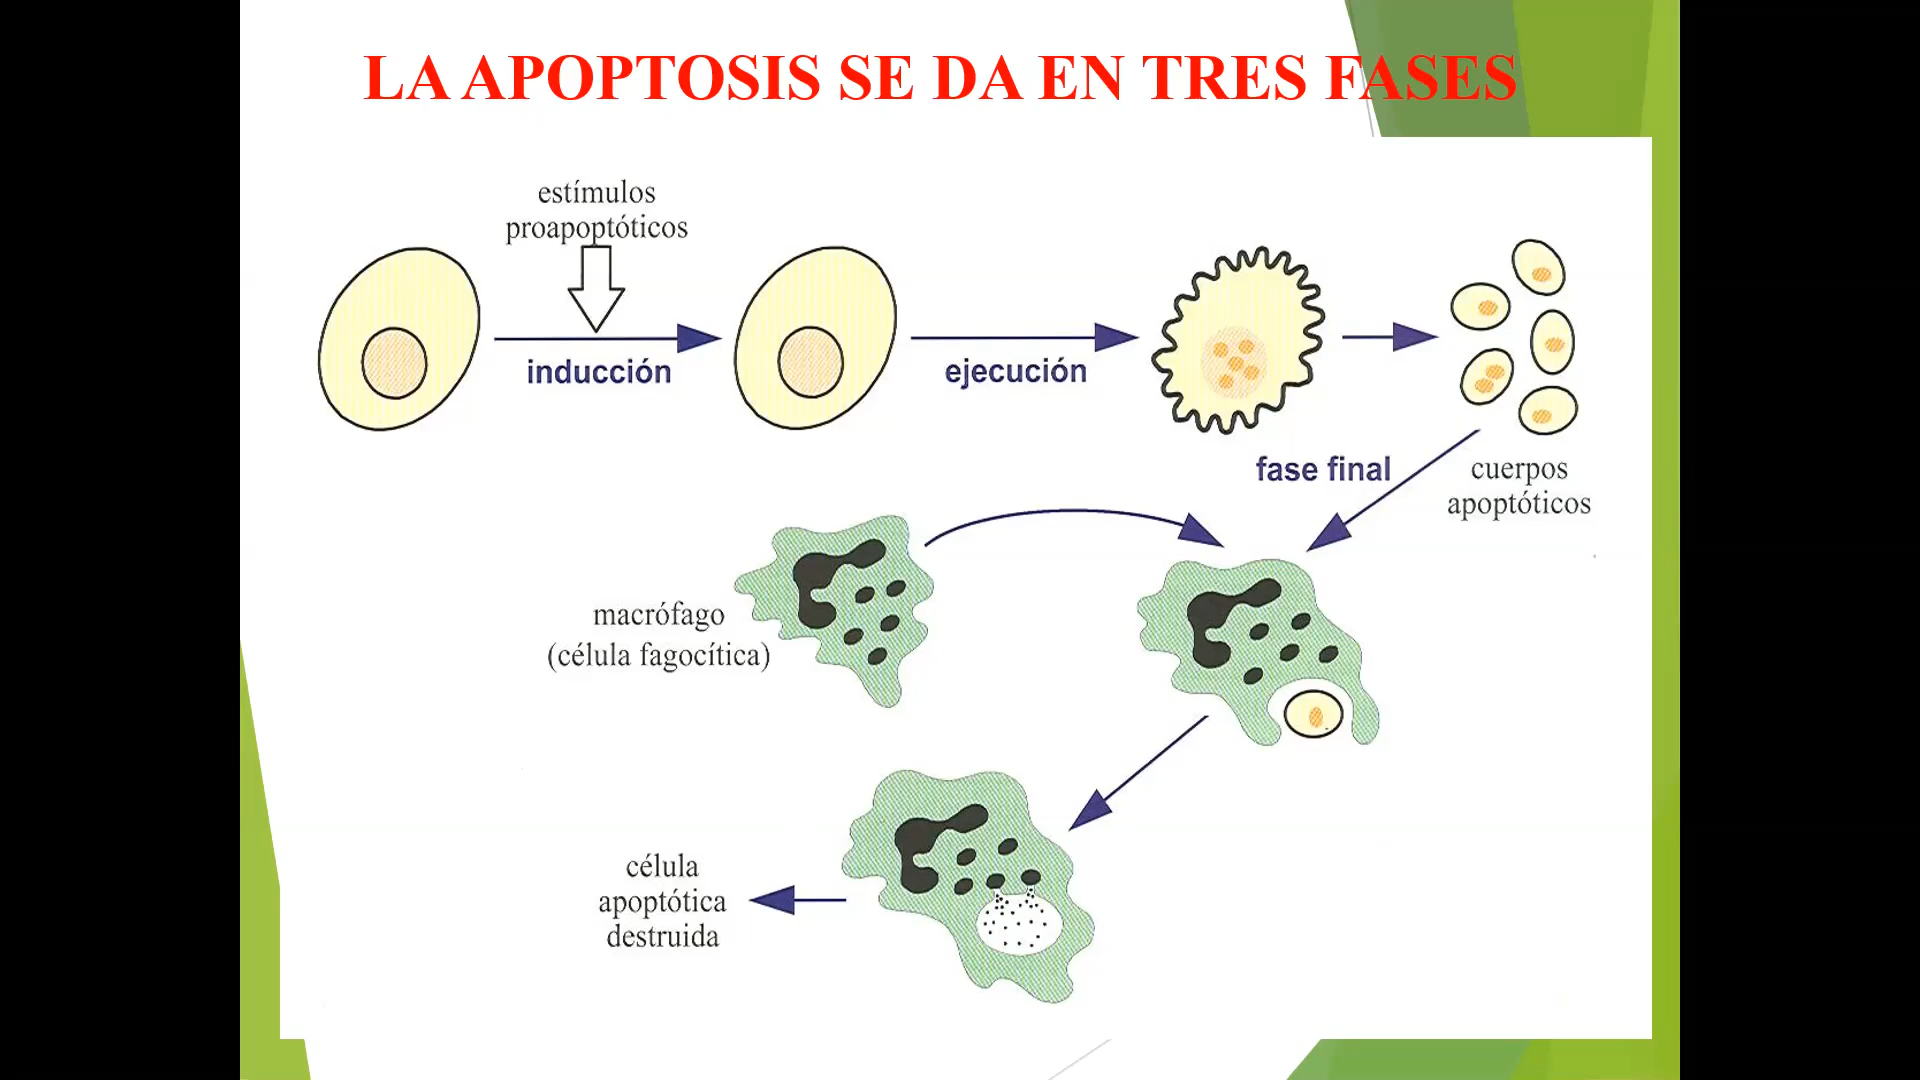 LA APOPTOSIS SE DA EN TRES FASES
estímulos
proapoptóticos
inducción
ejecución
fase final
cuerpos
apoptóticos
macrófago
(célula fagocítica)
célula
apoptótica
destruida